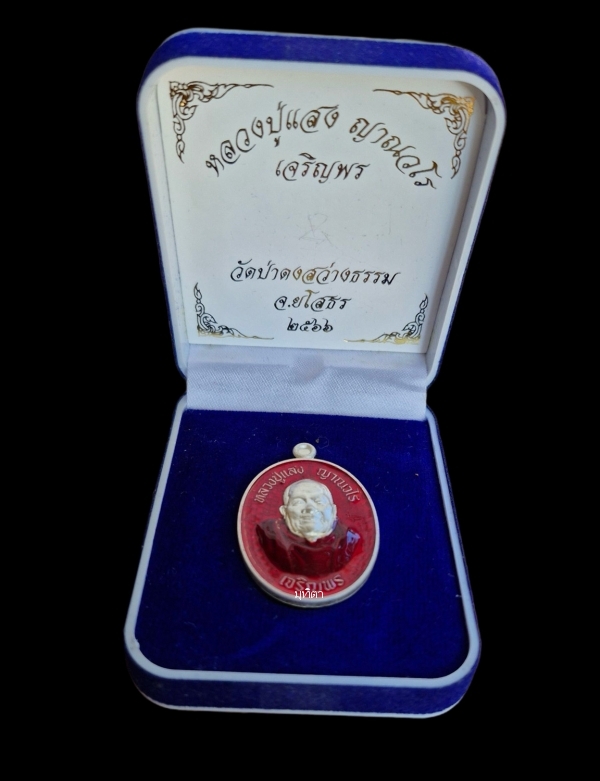 หลวงปู่แสง ญาณวโร
เจริญพร
วัดป่าดงสว่างธรรม
จ.ยโสธร
๒๕๖๖
หลวงปู่แสง ญาณวโร
เจริญพร